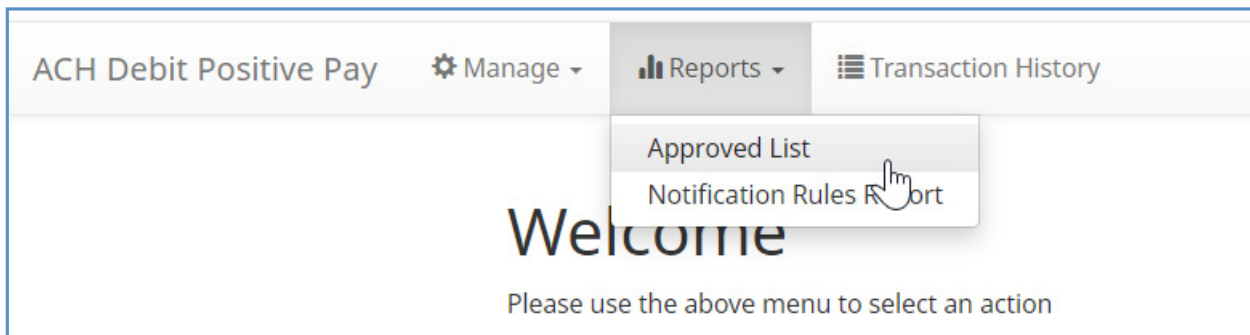 ACH Debit Positive Pay Manage Reports Transaction History
Approved List
Notification Rules
Welcome
Please use the above menu to select an action